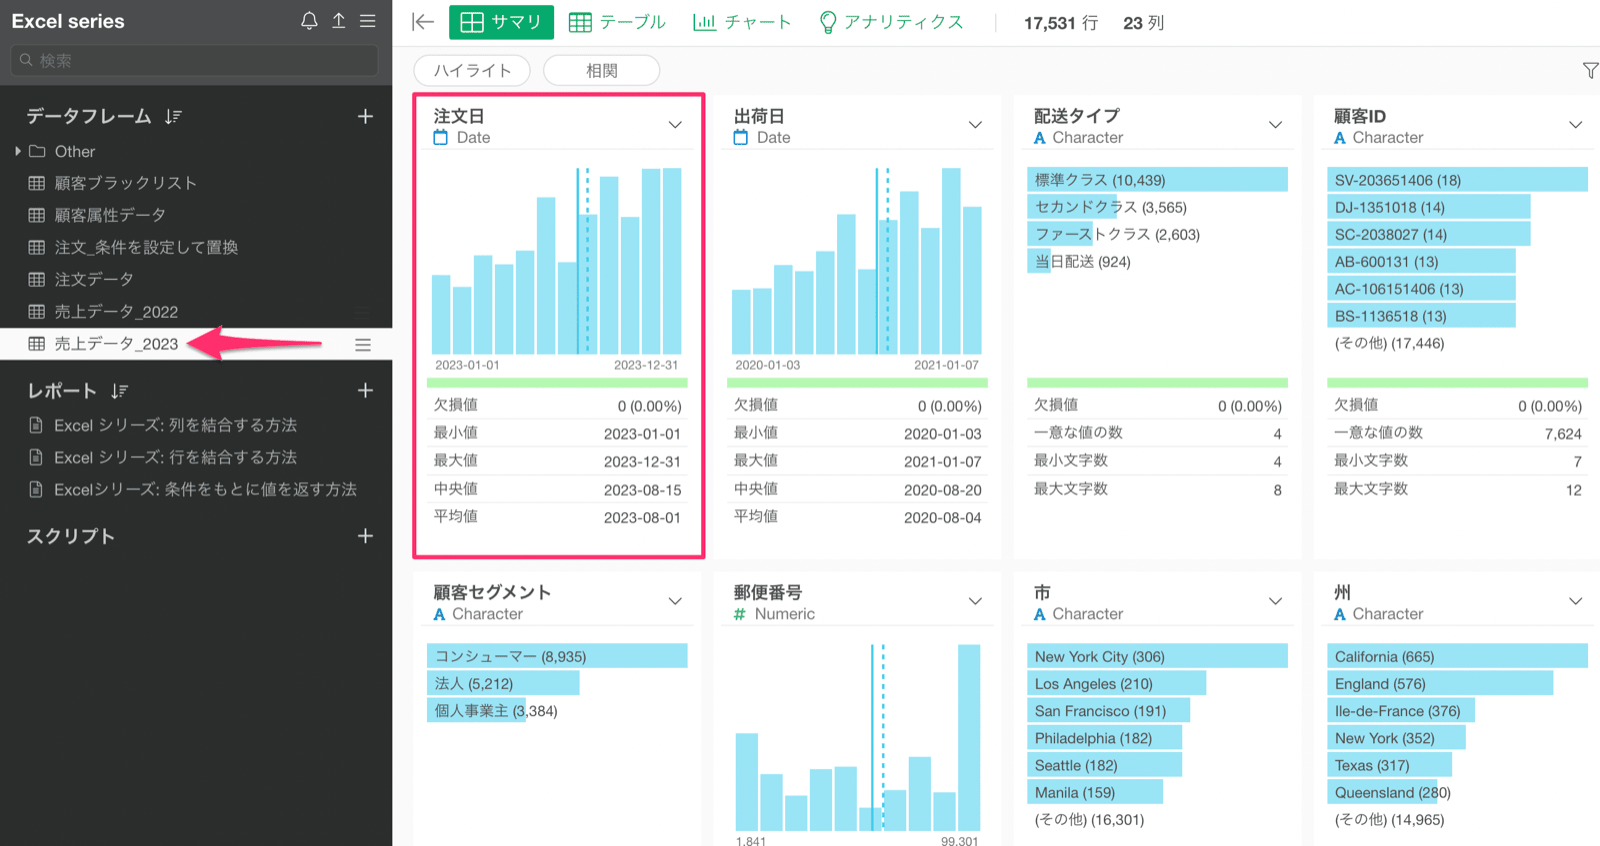 Excel series
検索
データフレーム
Other
顧客ブラックリスト
顧客属性データ
注文_条件を設定して置換
注文データ
売上データ_2022
売上データ_2023
レポート
Excel シリーズ: 列を結合する方法
Excel シリーズ: 行を結合する方法
Excelシリーズ: 条件をもとに値を返す方法
スクリプト
サマリ テーブル チャート アナリティクス 17,531 行 23 列
ハイライト 相関
注文日
Date
2023-01-01 2023-12-31
欠損値 0 (0.00%)
最小値 2023-01-01
最大値 2023-12-31
中央値 2023-08-15
平均値 2023-08-01
出荷日
Date
2020-01-03 2021-01-07
欠損値 0 (0.00%)
最小値 2020-01-03
最大値 2021-01-07
中央値 2020-08-20
平均値 2020-08-04
配送タイプ
A Character
標準クラス (10,439)
セカンドクラス (3,565)
ファーストクラス (2,603)
当日配送 (924)
欠損値 0 (0.00%)
一意な値の数 4
最小文字数 4
最大文字数 8
顧客ID
A Character
SV-203651406 (18)
DJ-1351018 (14)
SC-2038027 (14)
AB-600131 (13)
AC-106151406 (13)
BS-1136518 (13)
(その他) (17,446)
欠損値 0 (0.00%)
一意な値の数 7,624
最小文字数 7
最大文字数 12
顧客セグメント
A Character
コンシューマー (8,935)
法人 (5,212)
個人事業主 (3,384)
郵便番号
# Numeric
1,841 99,301
市
A Character
New York City (306)
Los Angeles (210)
San Francisco (191)
Philadelphia (182)
Seattle (182)
Manila (159)
(その他) (16,301)
州
A Character
California (665)
England (576)
Ile-de-France (376)
New York (352)
Texas (317)
Queensland (280)
(その他) (14,965)